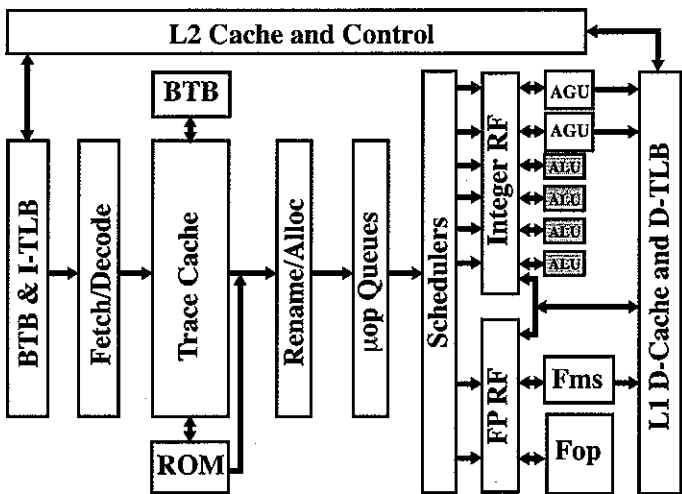 L2 Cache and Control
BTB & I-TLB
Fetch/Decode
BTB
Trace Cache
ROM
Rename/Alloc
µop Queues
Schedulers
Integer RF
FP RF
AGU
AGU
ALU
ALU
ALU
ALU
Fms
Fop
L1 D-Cache and D-TLB